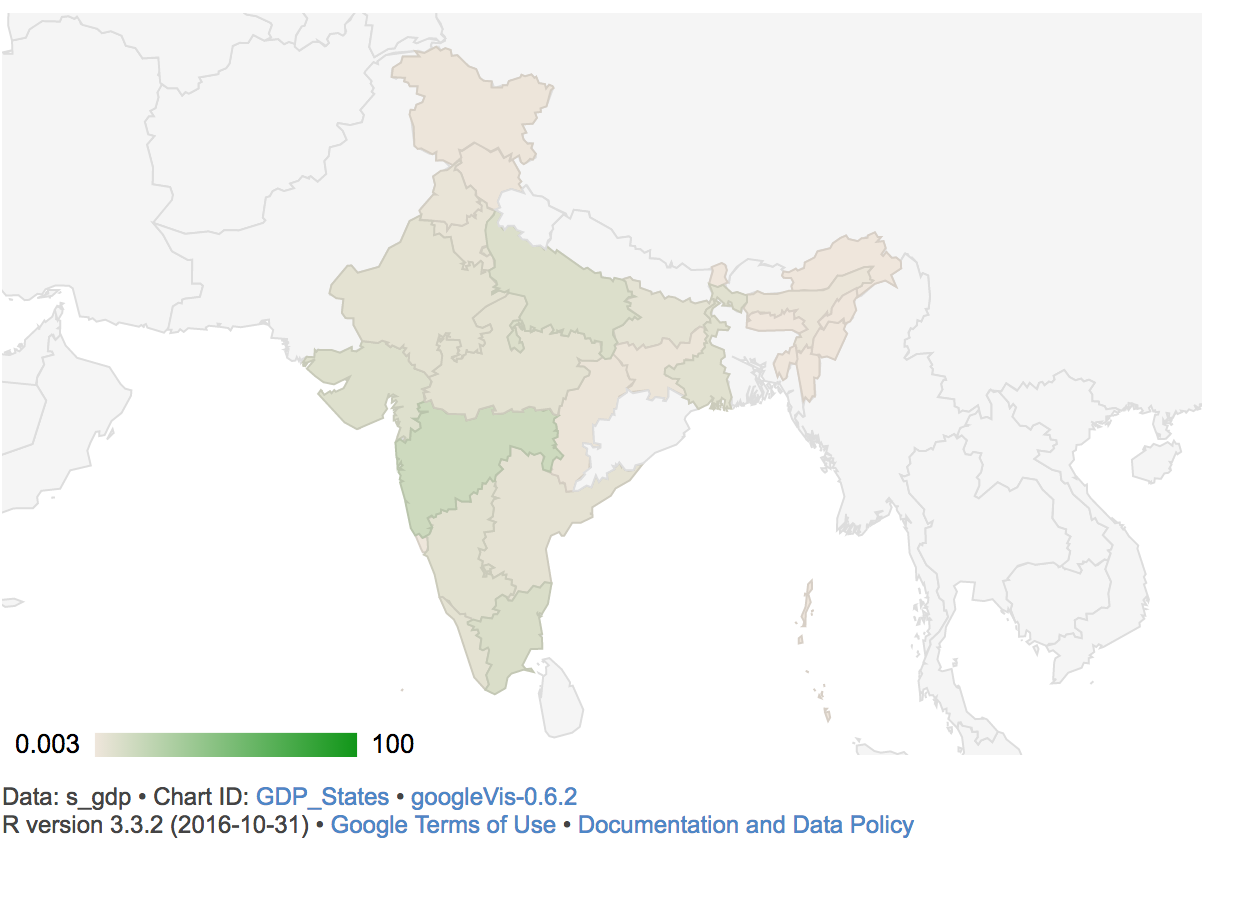 0.003 100
Data: s_gdp • Chart ID: GDP_States • googleVis-0.6.2
R version 3.3.2 (2016-10-31) • Google Terms of Use • Documentation and Data Policy